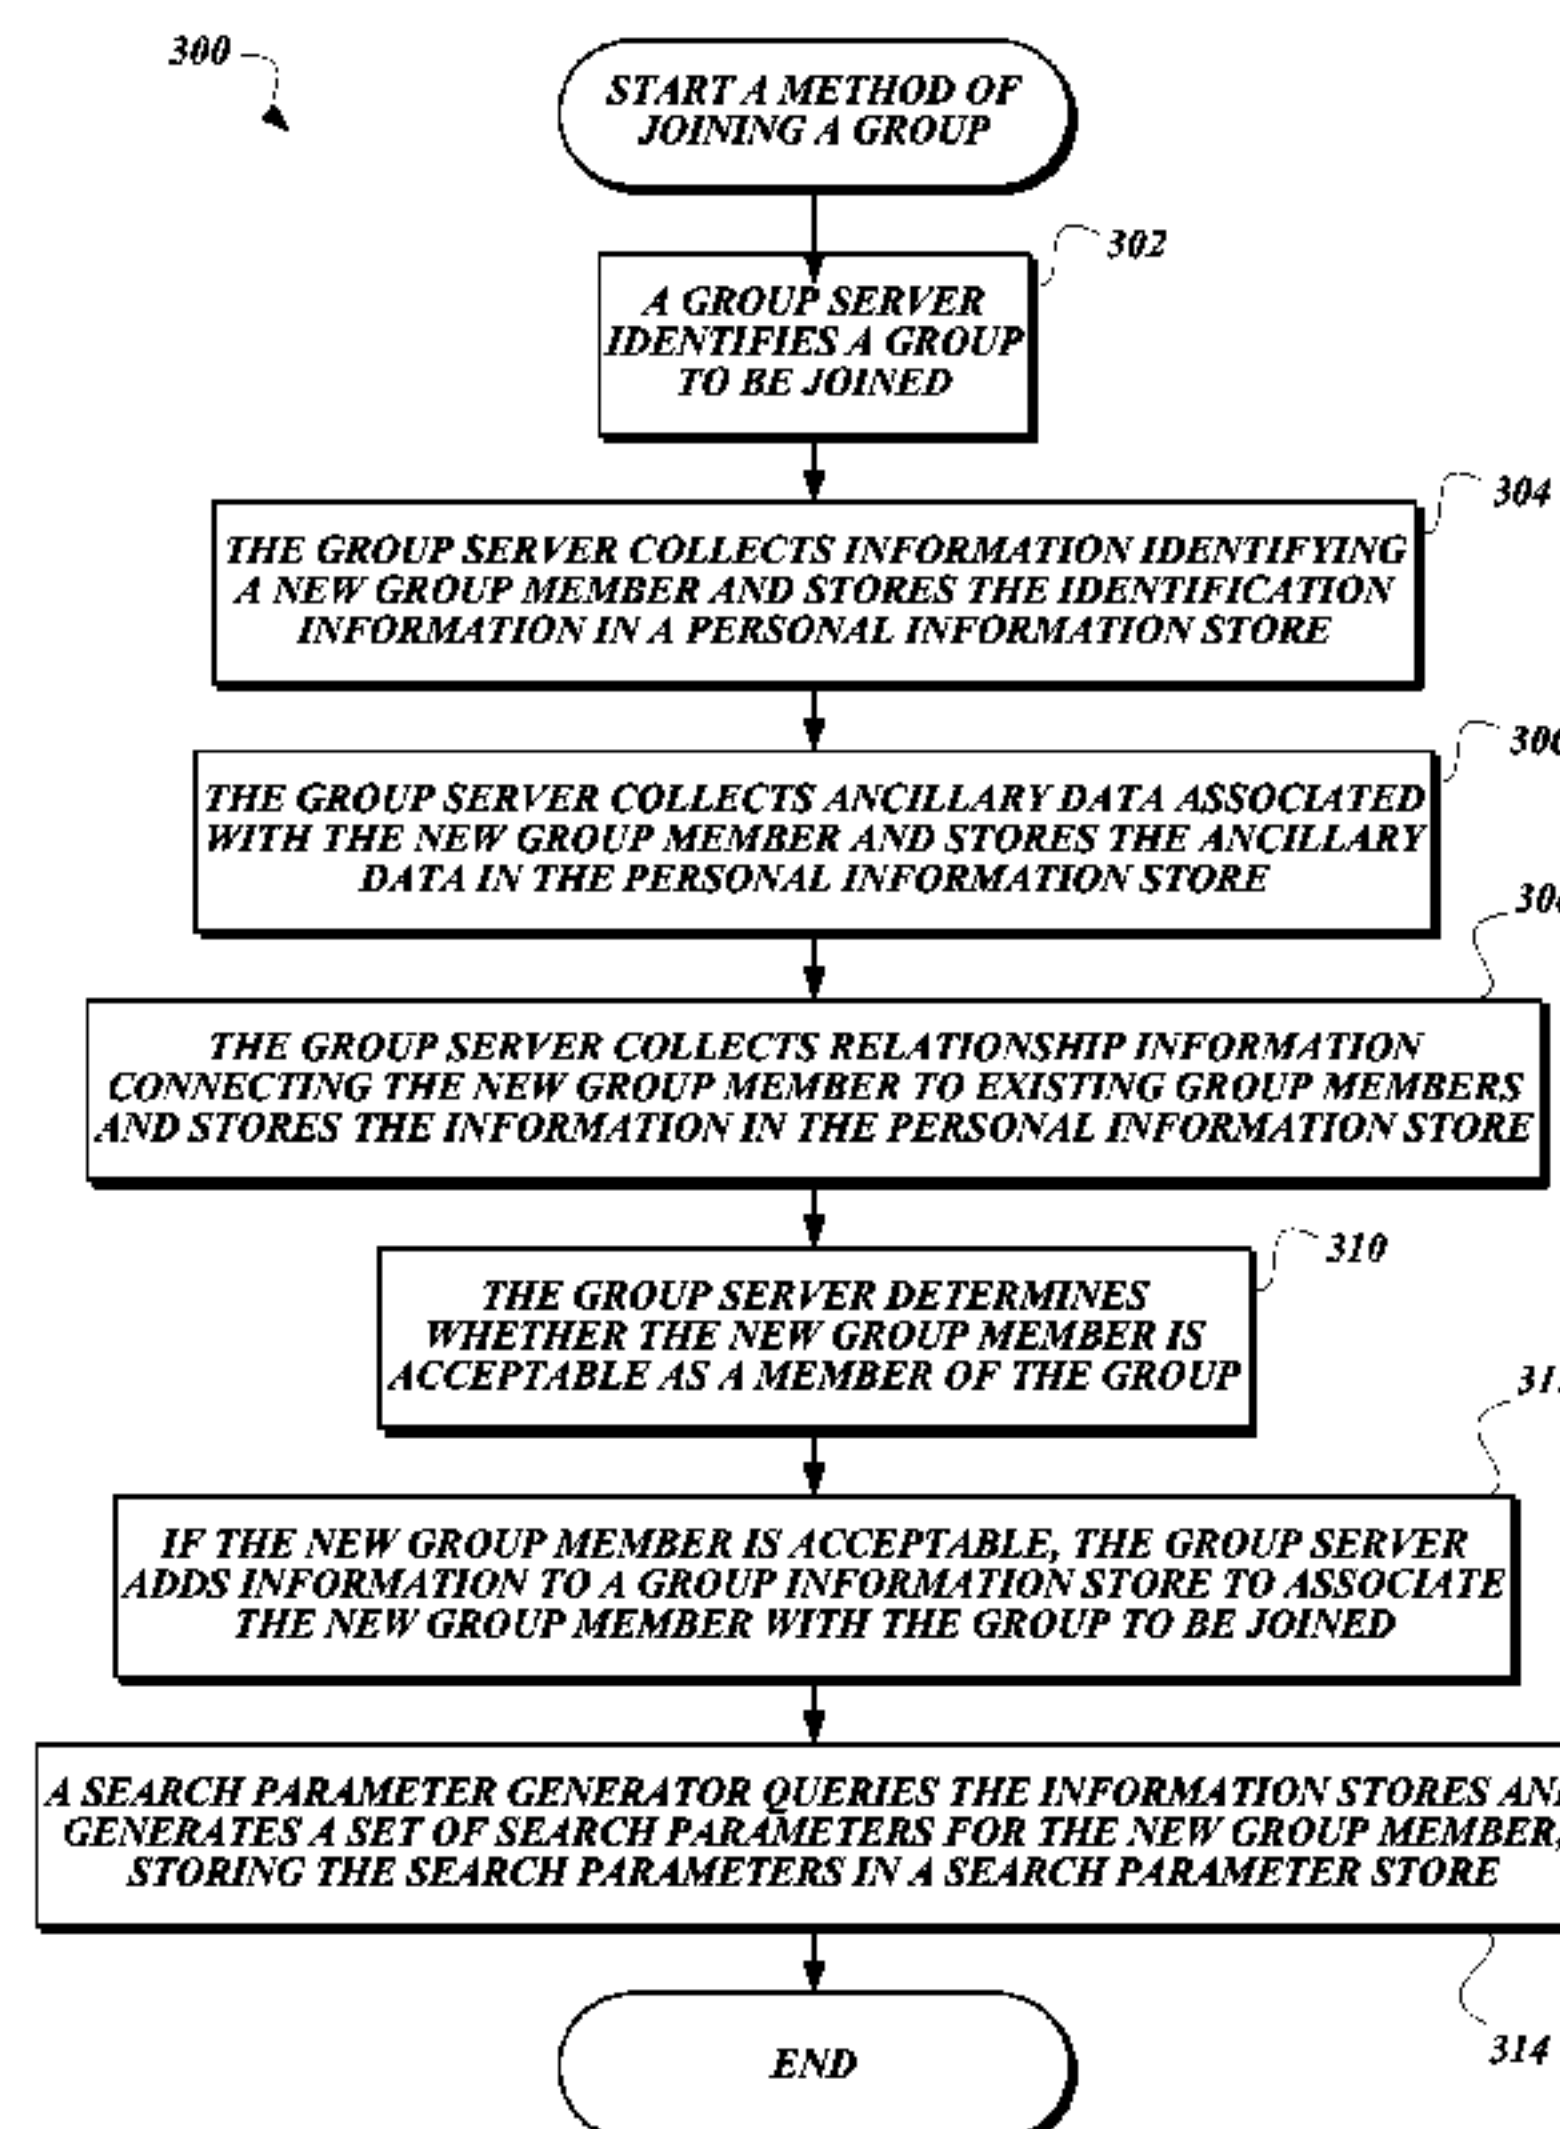 300
START A METHOD OF
JOINING A GROUP
302
A GROUP SERVER
IDENTIFIES A GROUP
TO BE JOINED
304
THE GROUP SERVER COLLECTS INFORMATION IDENTIFYING
A NEW GROUP MEMBER AND STORES THE IDENTIFICATION
INFORMATION IN A PERSONAL INFORMATION STORE
THE GROUP SERVER COLLECTS ANCILLARY DATA ASSOCIATED
WITH THE NEW GROUP MEMBER AND STORES THE ANCILLARY
DATA IN THE PERSONAL INFORMATION STORE
THE GROUP SERVER COLLECTS RELATIONSHIP INFORMATION
CONNECTING THE NEW GROUP MEMBER TO EXISTING GROUP MEMBERS
AND STORES THE INFORMATION IN THE PERSONAL INFORMATION STORE
310
THE GROUP SERVER DETERMINES
WHETHER THE NEW GROUP MEMBER IS
ACCEPTABLE AS A MEMBER OF THE GROUP
IF THE NEW GROUP MEMBER IS ACCEPTABLE, THE GROUP SERVER
ADDS INFORMATION TO A GROUP INFORMATION STORE TO ASSOCIATE
THE NEW GROUP MEMBER WITH THE GROUP TO BE JOINED
A SEARCH PARAMETER GENERATOR QUERIES THE INFORMATION STORES
GENERATES A SET OF SEARCH PARAMETERS FOR THE NEW GROUP MEMBER,
STORING THE SEARCH PARAMETERS IN A SEARCH PARAMETER STORE
314
END